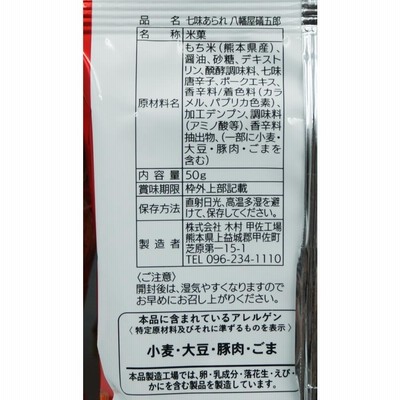 品名 七味あられ 八幡屋礒五郎
名称 米菓
原材料名 もち米(熊本県産)、
醤油、砂糖、デキスト
リン、醗酵調味料、七味
唐辛子、ポークエキス、
香辛料/着色料(カラ
メル、パプリカ色素)、
加工デンプン、調味料
(アミノ酸等)、香辛料
抽出物、(一部に小麦・
大豆・豚肉・ごまを
含む)
内容量 50g
賞味期限 枠外上部記載
保存方法 直射日光、高温多湿を避
けて、保存してください。
製造者 株式会社 木村 甲佐工場
熊本県上益城郡甲佐町
芝原第一15-1
TEL 096-234-1110
〈ご注意〉
開封後は、湿気やすくなりますので
お早めにお召し上がりください。
本品に含まれているアレルゲン
(特定原材料及びそれに準ずるものを表示)
小麦・大豆・豚肉・ごま
本品製造工場では、卵・乳成分・落花生・えび・
かにを含む製品を製造しています。